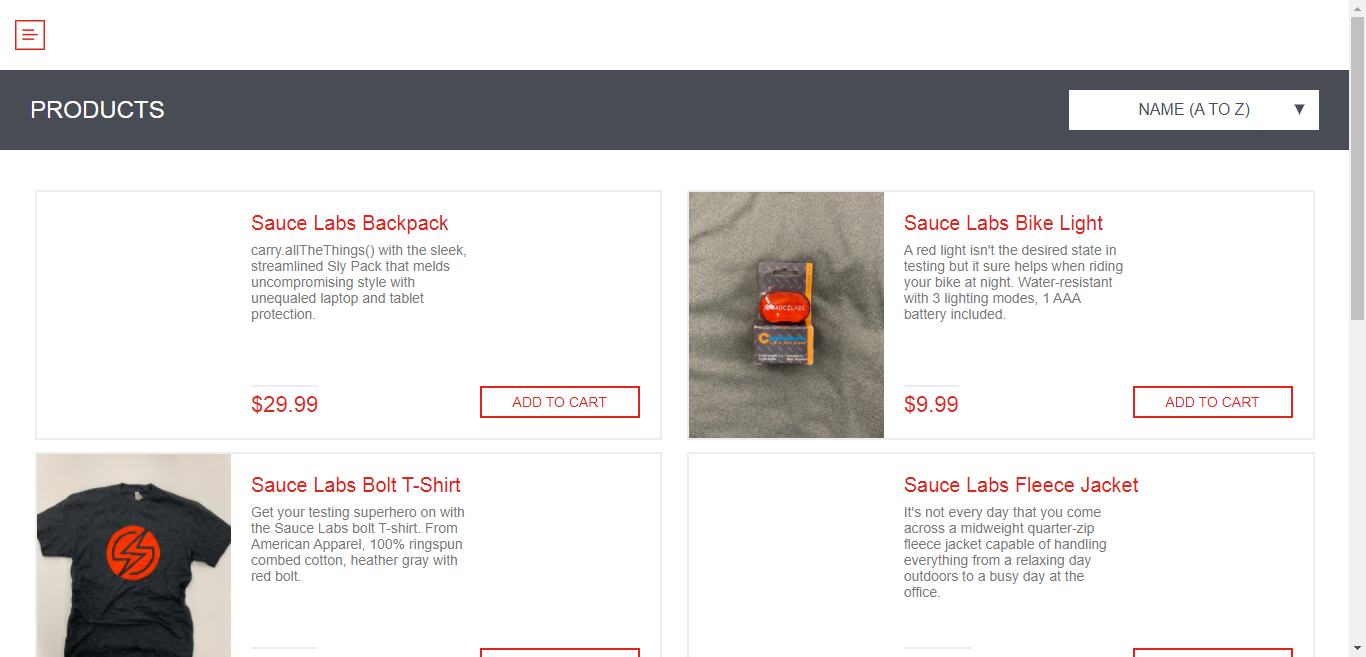 PRODUCTS
NAME (A TO Z)
Sauce Labs Backpack
carry.allTheThings() with the sleek,
streamlined Sly Pack that melds
uncompromising style with
unequaled laptop and tablet
protection.
$29.99
ADD TO CART
Sauce Labs Bike Light
A red light isn't the desired state in
testing but it sure helps when riding
your bike at night. Water-resistant
with 3 lighting modes, 1 AAA
battery included.
$9.99
ADD TO CART
Sauce Labs Bolt T-Shirt
Get your testing superhero on with
the Sauce Labs bolt T-shirt. From
American Apparel, 100% ringspun
combed cotton, heather gray with
red bolt.
Sauce Labs Fleece Jacket
It's not every day that you come
across a midweight quarter-zip
fleece jacket capable of handling
everything from a relaxing day
outdoors to a busy day at the
office.